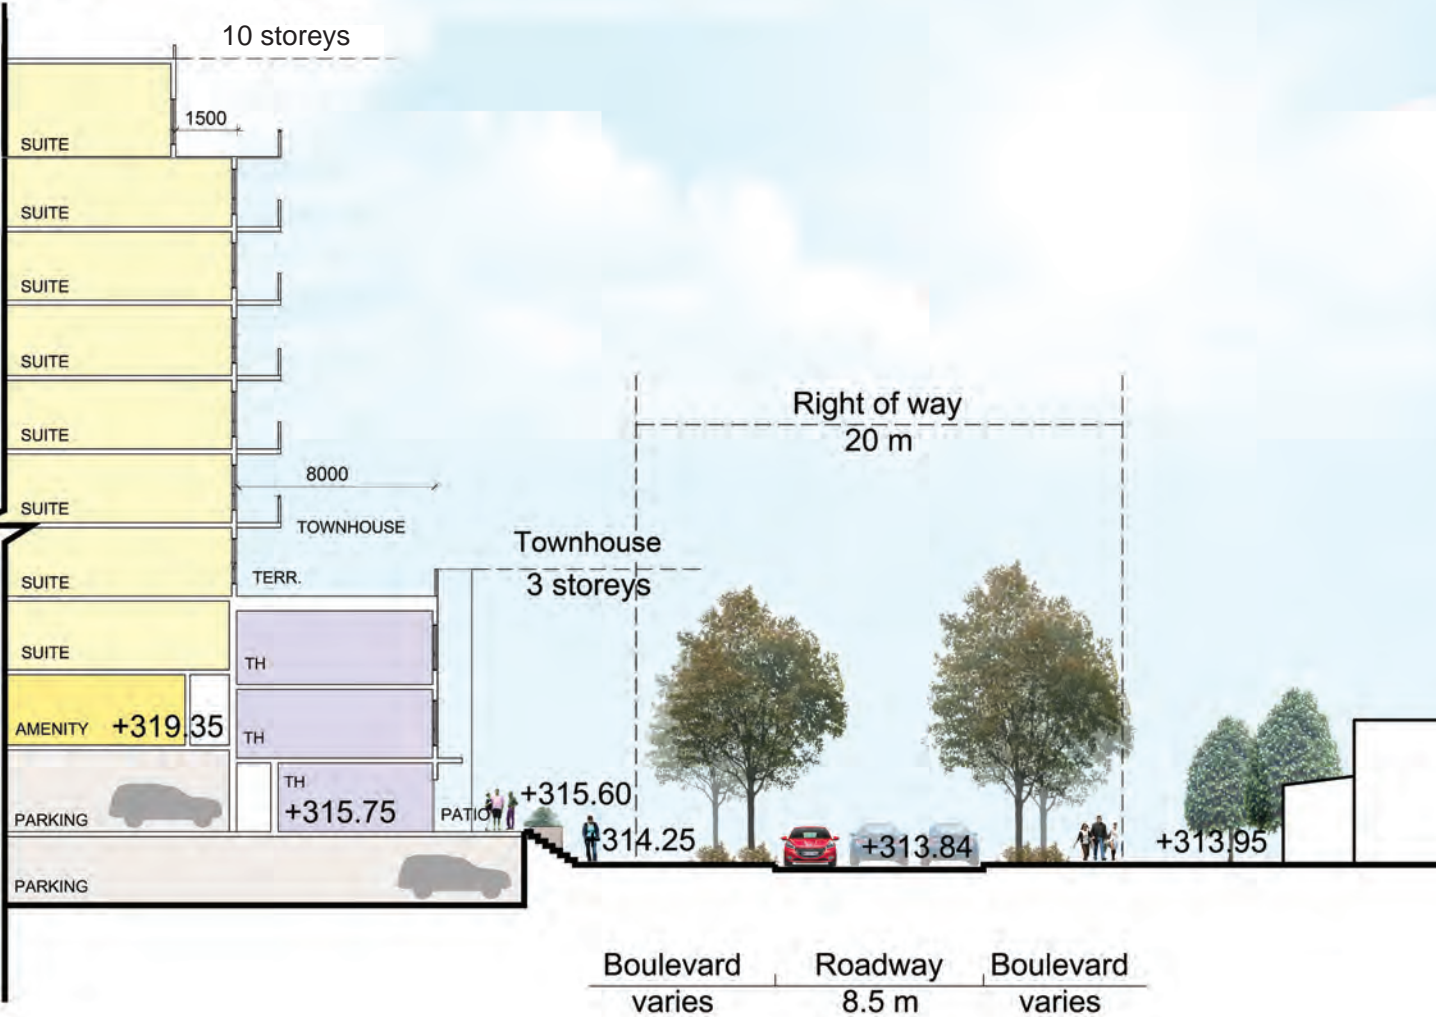 10 storeys
1500
SUITE
SUITE
SUITE
SUITE
SUITE
SUITE
SUITE
SUITE
AMENITY +319.35
PARKING
PARKING
8000
TOWNHOUSE
TERR.
TH
TH
TH
+315.75
PATIO
Townhouse
3 storeys
Right of way
20 m
+315.60
314.25
+313.84
+313.95
Boulevard
varies
Roadway
8.5 m
Boulevard
varies